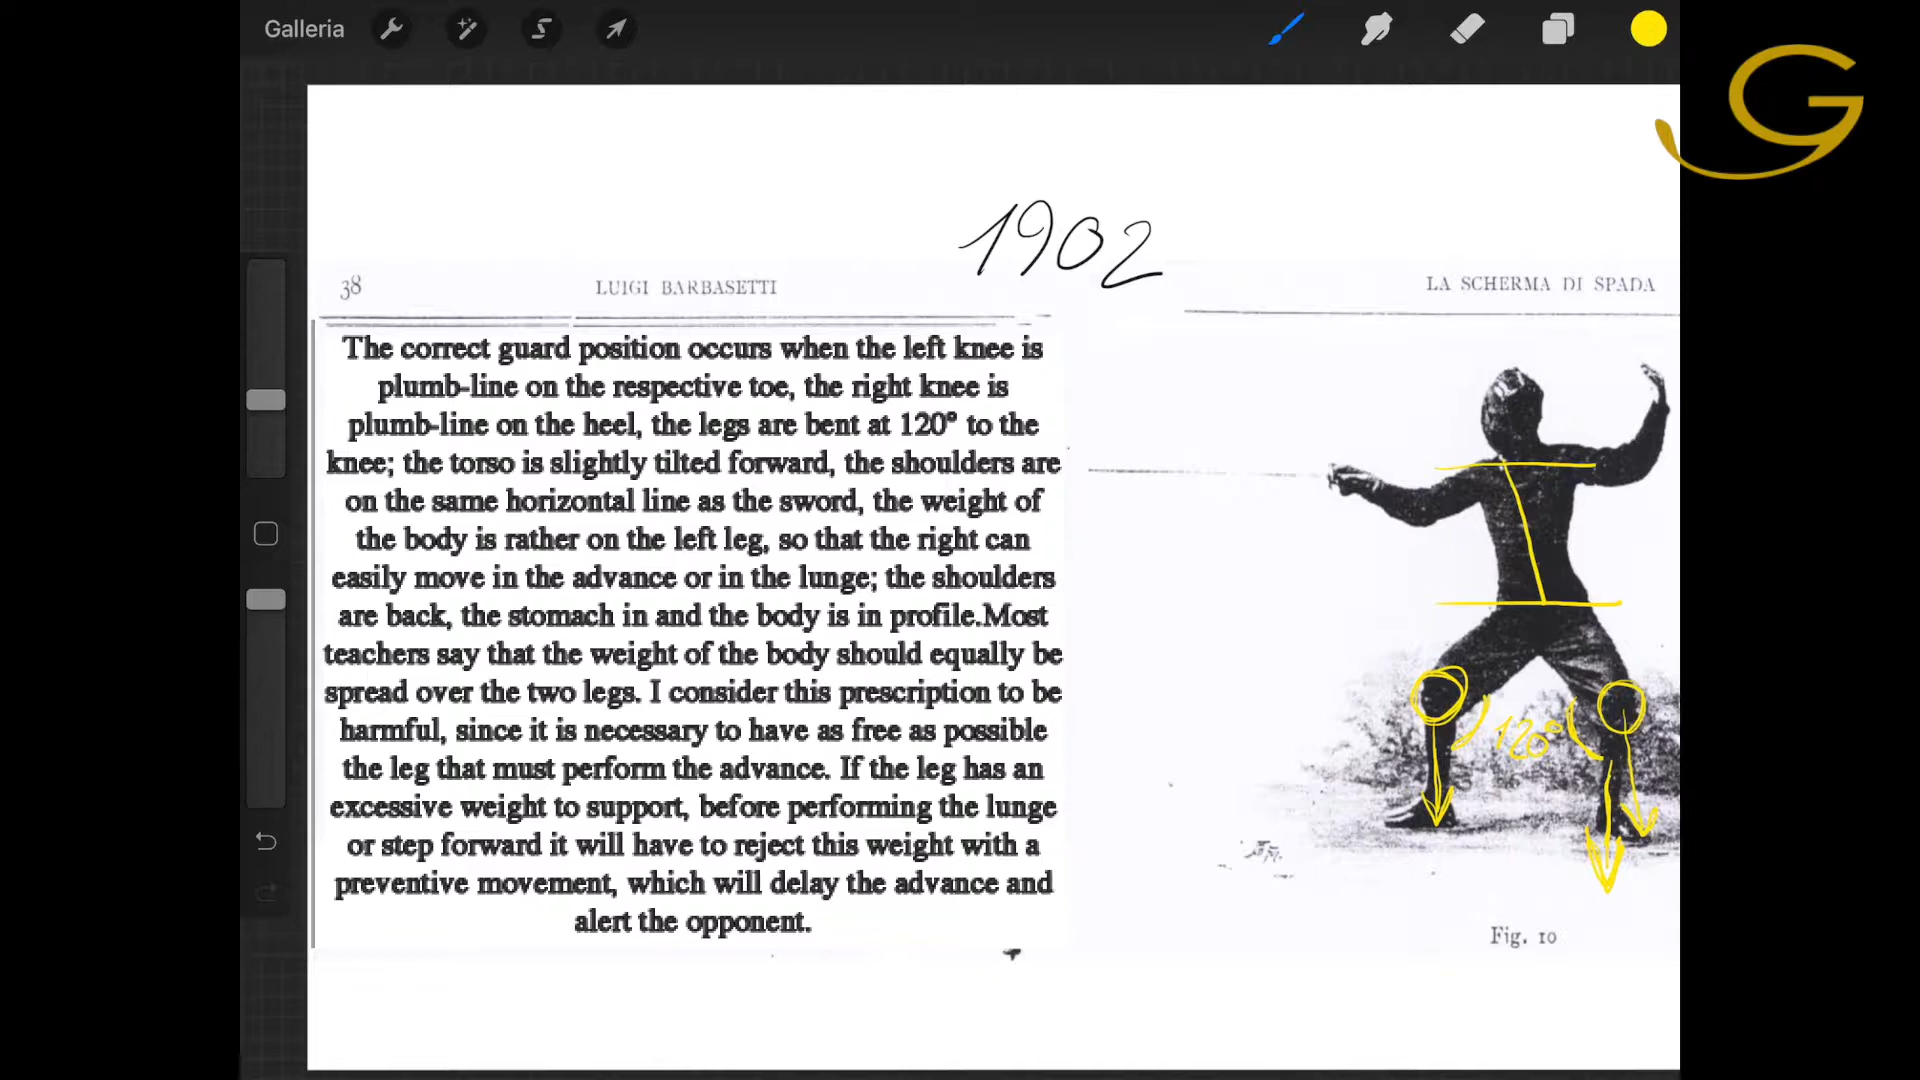 Galleria
G
1902
38
LUIGI BARBASETTI
LA SCHERMA DI SPADA
The correct guard position occurs when the left knee is
plumb-line on the respective toe, the right knee is
plumb-line on the heel, the legs are bent at 120° to the
knee; the torso is slightly tilted forward, the shoulders are
on the same horizontal line as the sword, the weight of
the body is rather on the left leg, so that the right can
easily move in the advance or in the lunge; the shoulders
are back, the stomach in and the body is in profile.Most
teachers say that the weight of the body should equally be
spread over the two legs. I consider this prescription to be
harmful, since it is necessary to have as free as possible
the leg that must perform the advance. If the leg has an
excessive weight to support, before performing the lunge
or step forward it will have to reject this weight with a
preventive movement, which will delay the advance and
alert the opponent.
120°
Fig. 10